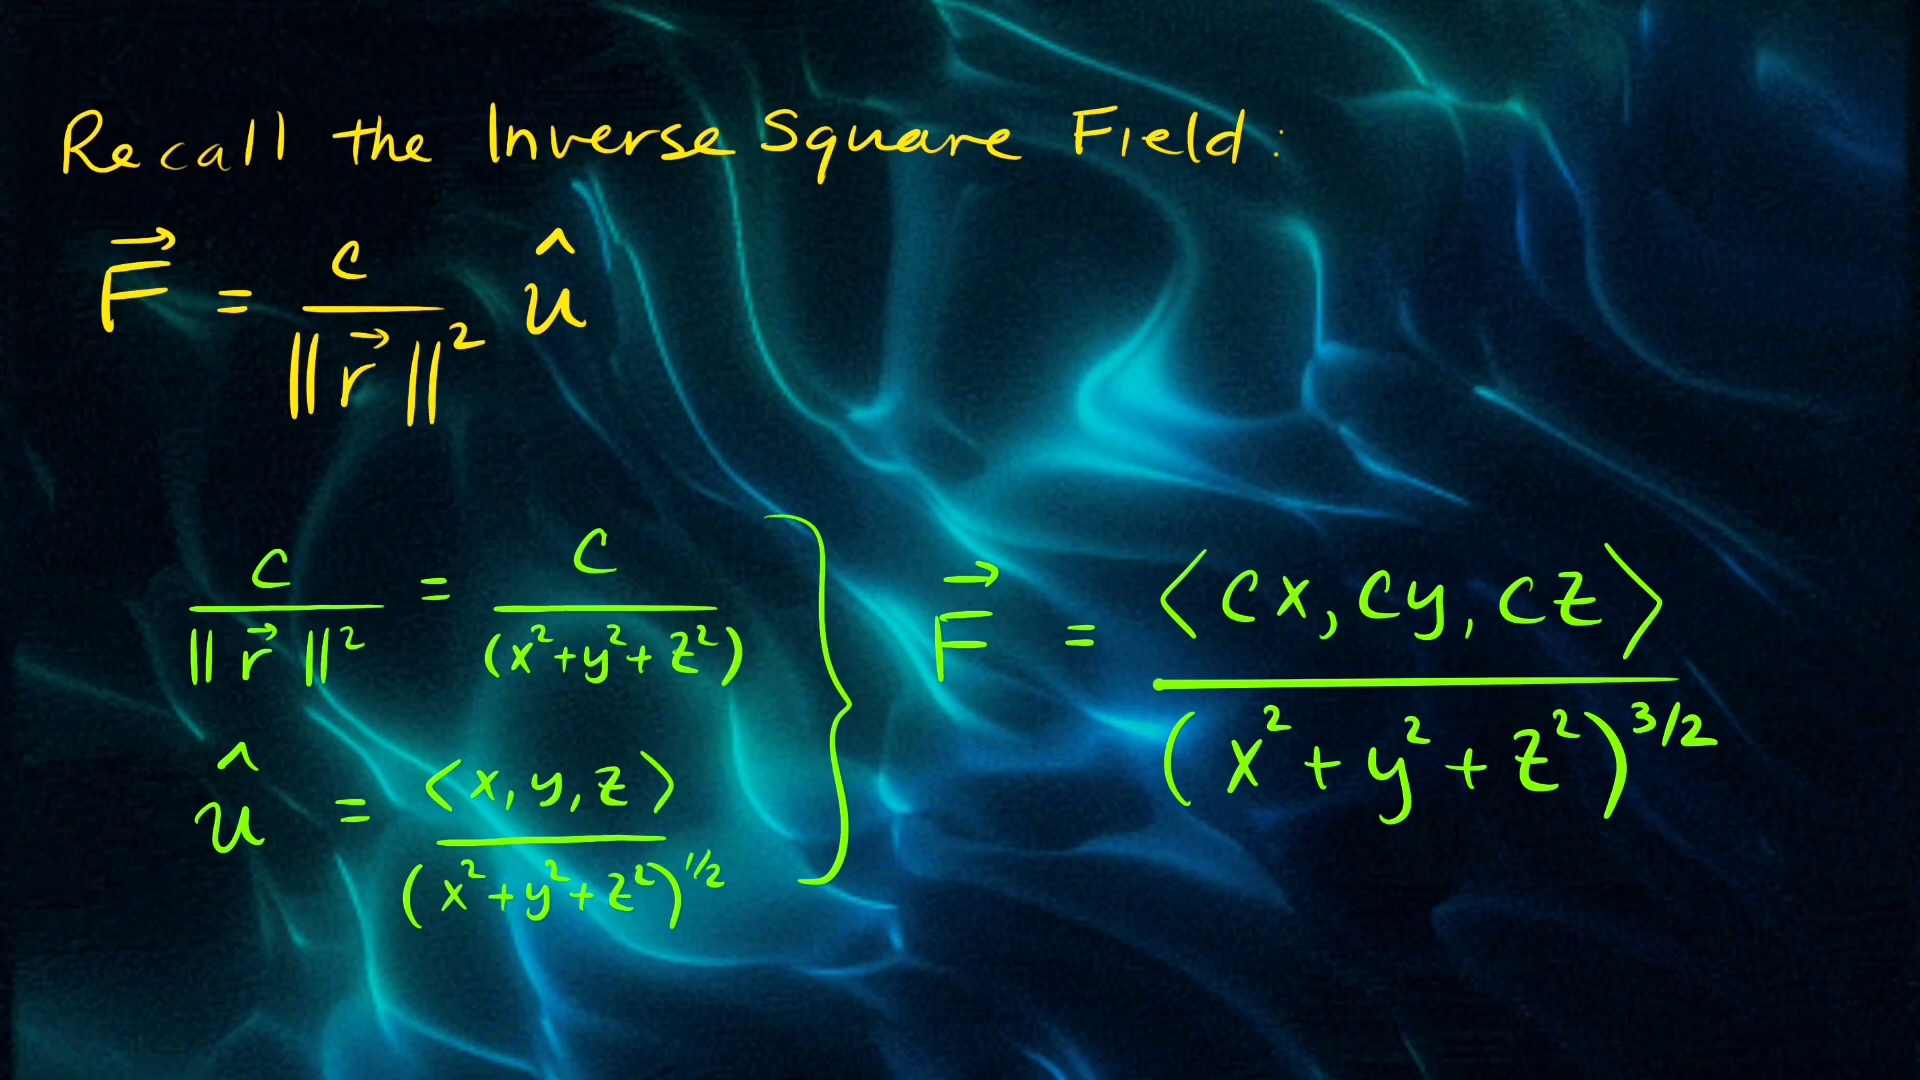 Recall the Inverse Square Field:
F⃗ = c / ||r⃗||² û
c / ||r⃗||² = c / (x²+y²+z²)
û = ⟨x, y, z⟩ / (x²+y²+z²)^1/2
F⃗ = ⟨cx, cy, cz⟩ / (x²+y²+z²)^3/2